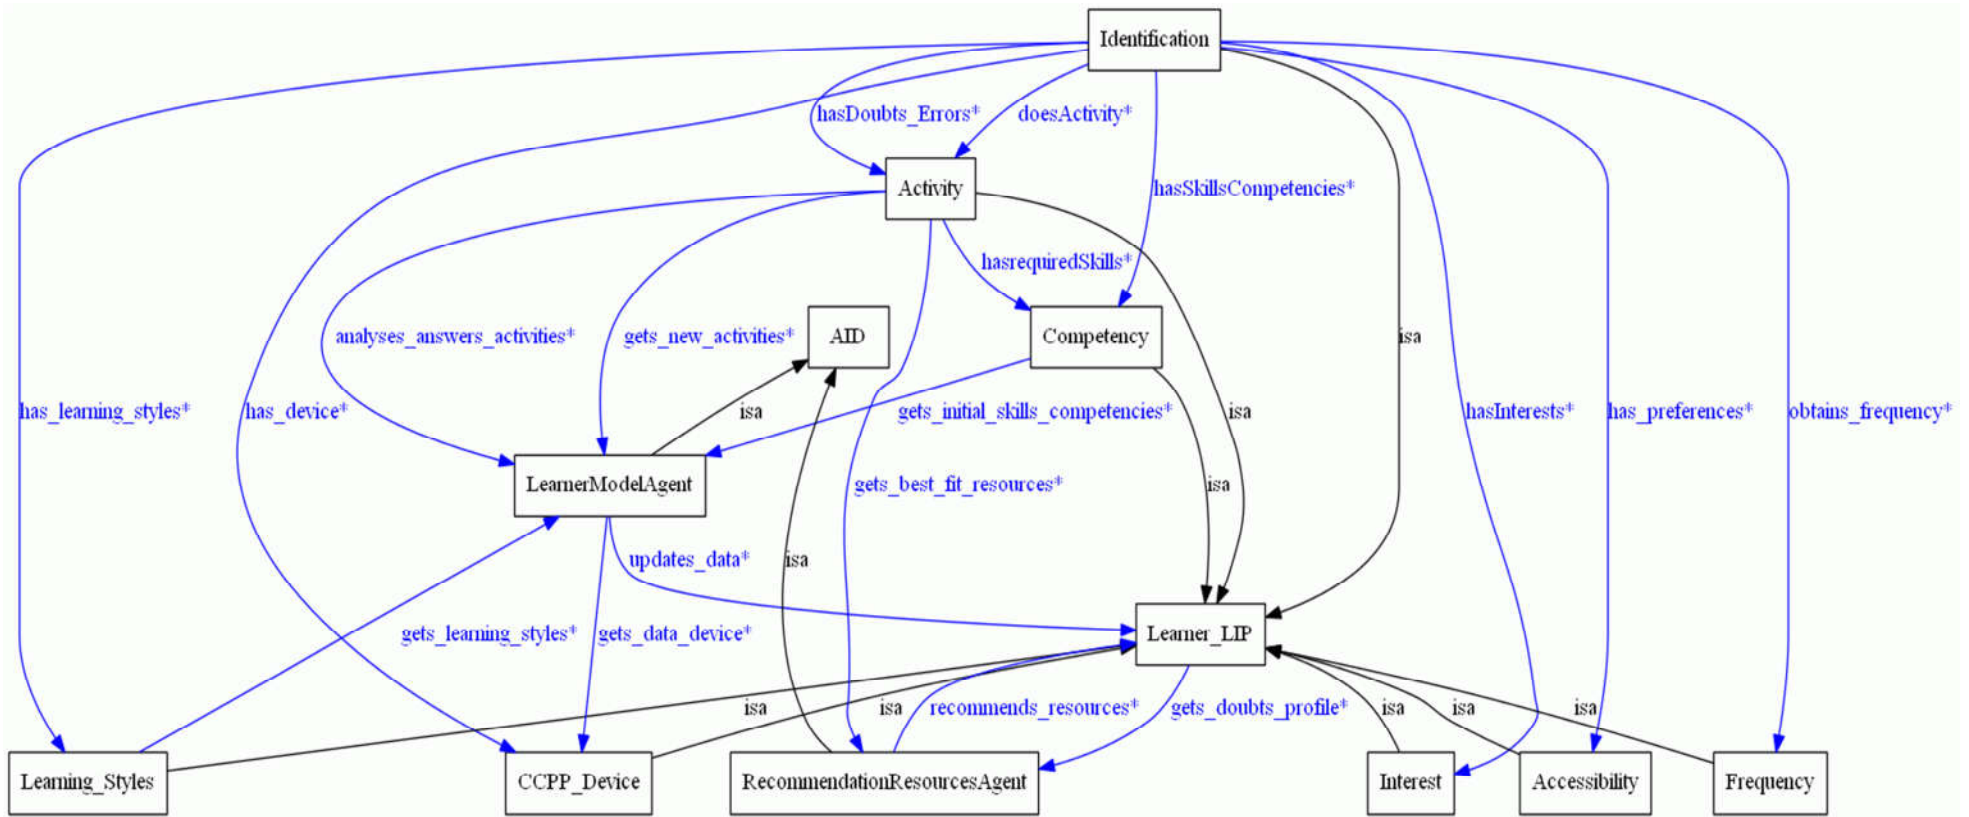 Identification
hasDoubts_Errors*
doesActivity*
Activity
hasSkillsCompetencies*
hasrequiredSkills*
analyses_answers_activities*
gets_new_activities*
AID
Competency
isa
has_learning_styles*
has_device*
isa
gets_initial_skills_competencies*
isa
hasInterests*
has_preferences*
obtains_frequency*
LearnerModelAgent
gets_best_fit_resources*
isa
updates_data*
isa
gets_learning_styles*
gets_data_device*
Learner_LIP
isa
isa
recommends_resources*
gets_doubts_profile*
isa
isa
isa
Learning_Styles
CCPP_Device
RecommendationResourcesAgent
Interest
Accessibility
Frequency